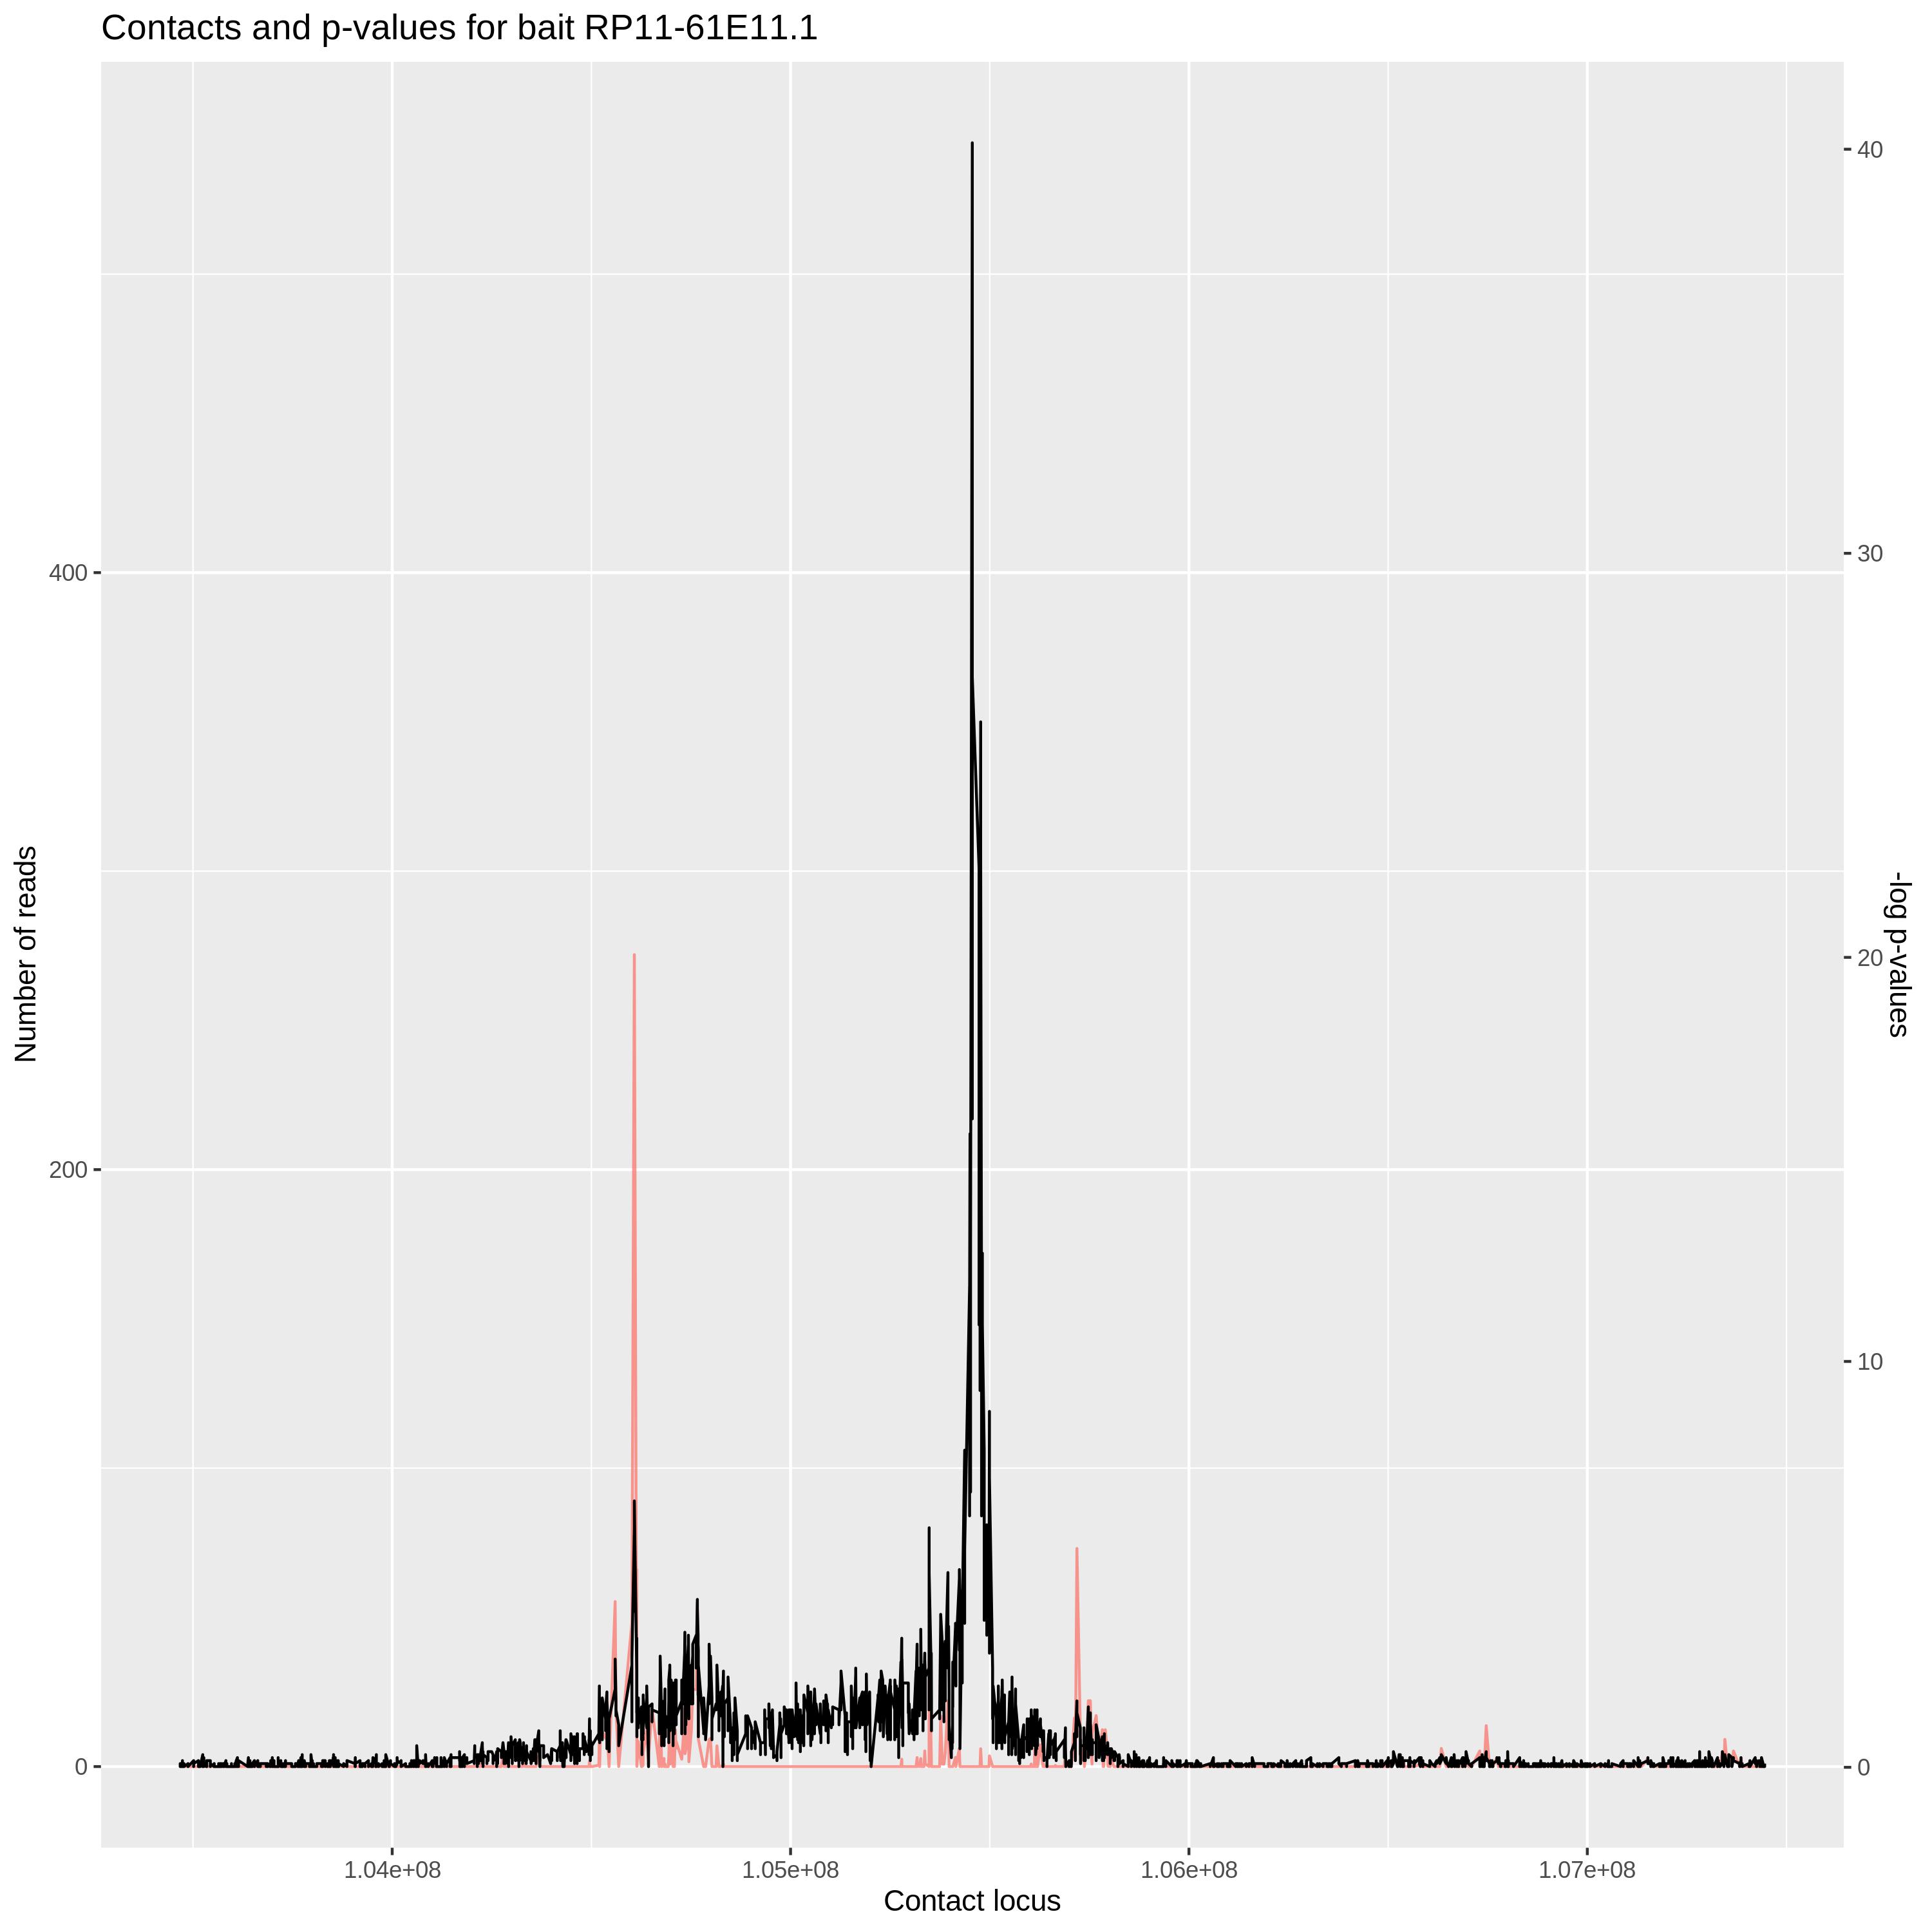 Contacts and p-values for bait RP11-61E11.1
Number of reads
400
200
0
40
30
20
10
0
-log p-values
1.04e+08
1.05e+08
1.06e+08
1.07e+08
Contact locus